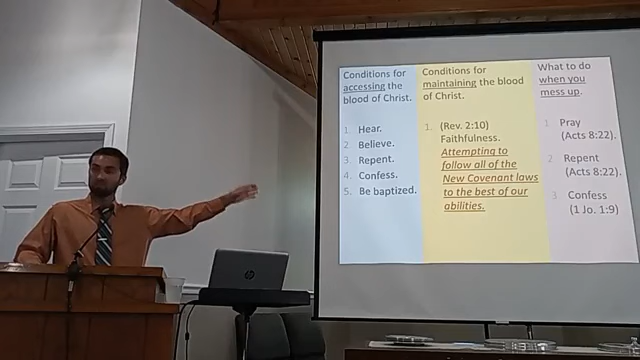 Conditions for
accessing the
blood of Christ.
1. Hear.
2. Believe.
3. Repent.
4. Confess.
5. Be baptized.
Conditions for
maintaining the blood
of Christ.
1. (Rev. 2:10)
Faithfulness.
Attempting to
follow all of the
New Covenant laws
to the best of our
abilities.
What to do
when you
mess up.
1 Pray
(Acts 8:22).
2 Repent
(Acts 8:22).
3 Confess
(1 Jo. 1:9)
hp